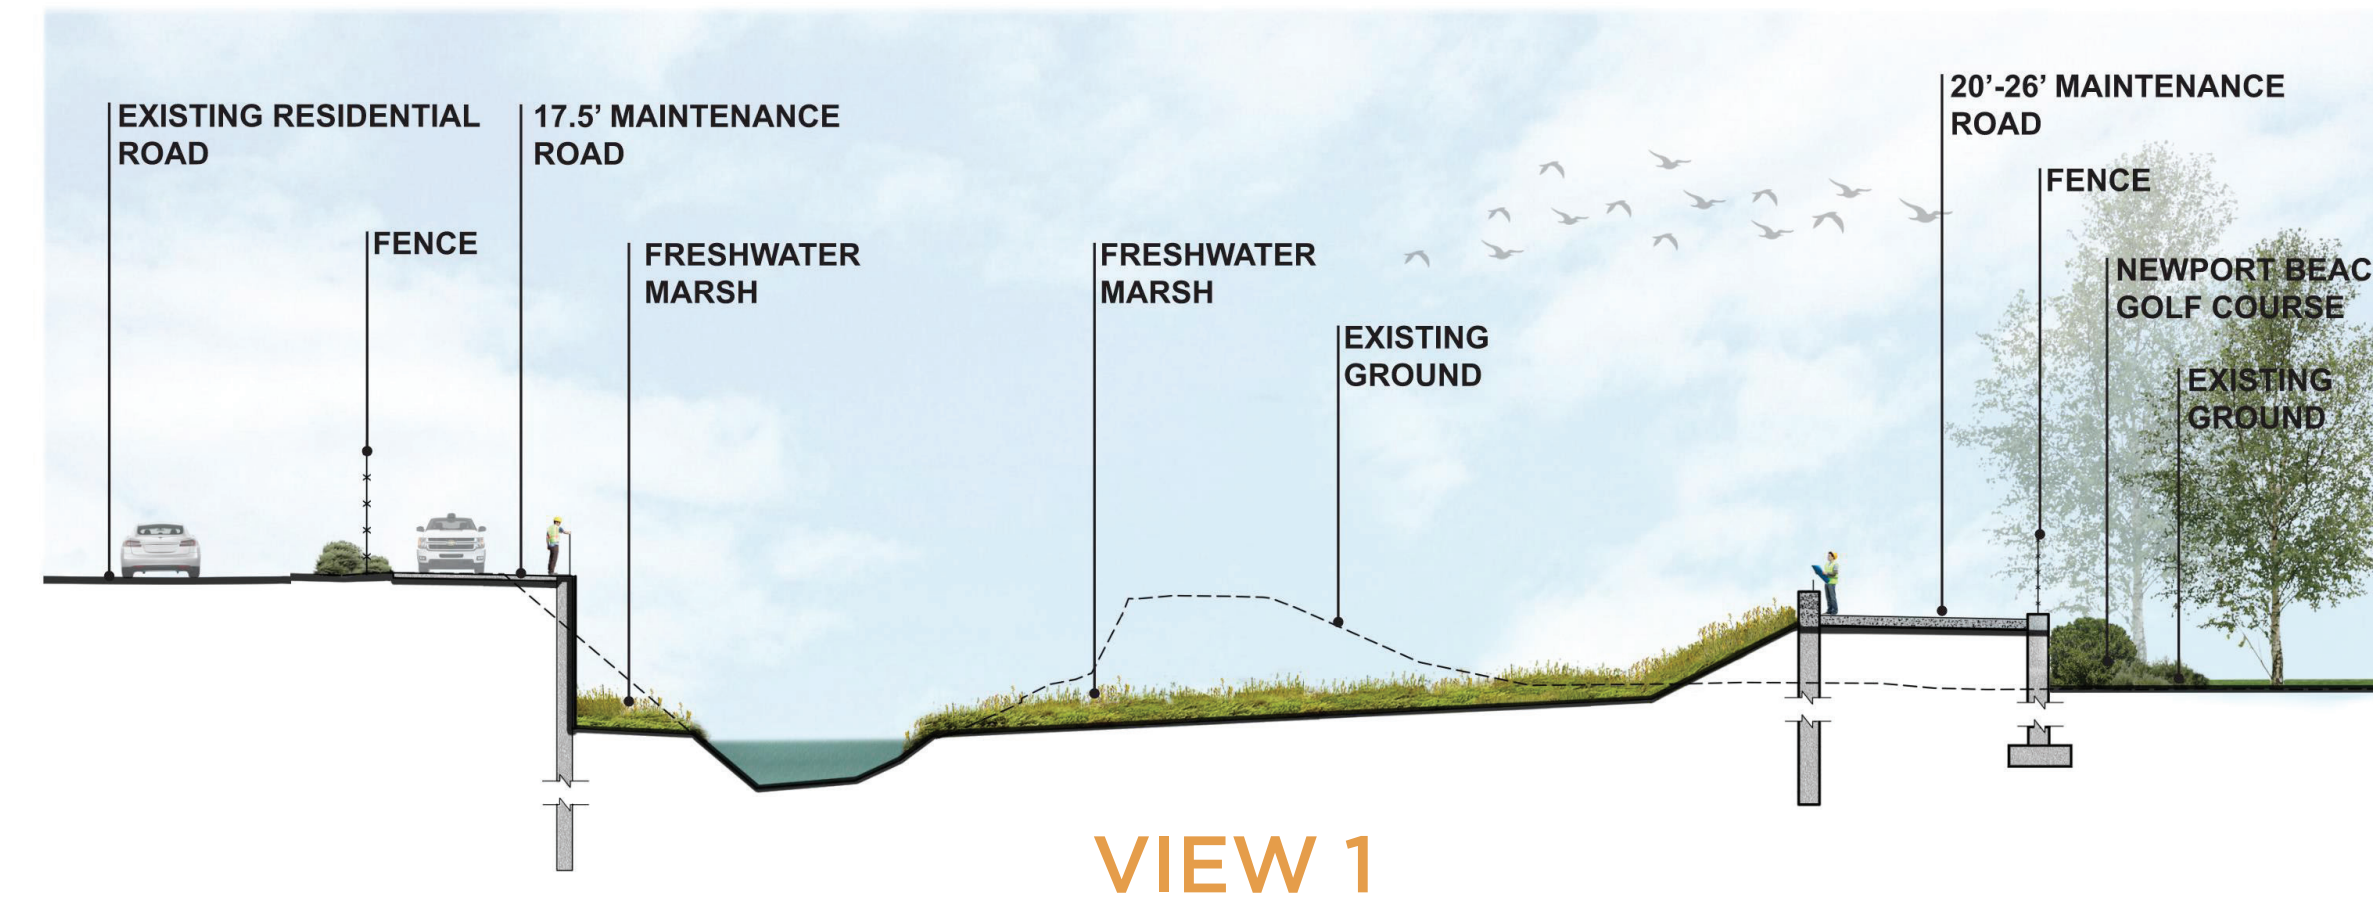 EXISTING RESIDENTIAL
ROAD
FENCE
17.5’ MAINTENANCE
ROAD
FRESHWATER
MARSH
FRESHWATER
MARSH
EXISTING
GROUND
20’-26’ MAINTENANCE
ROAD
FENCE
NEWPORT BEAC
GOLF COURSE
EXISTING
GROUND
VIEW 1